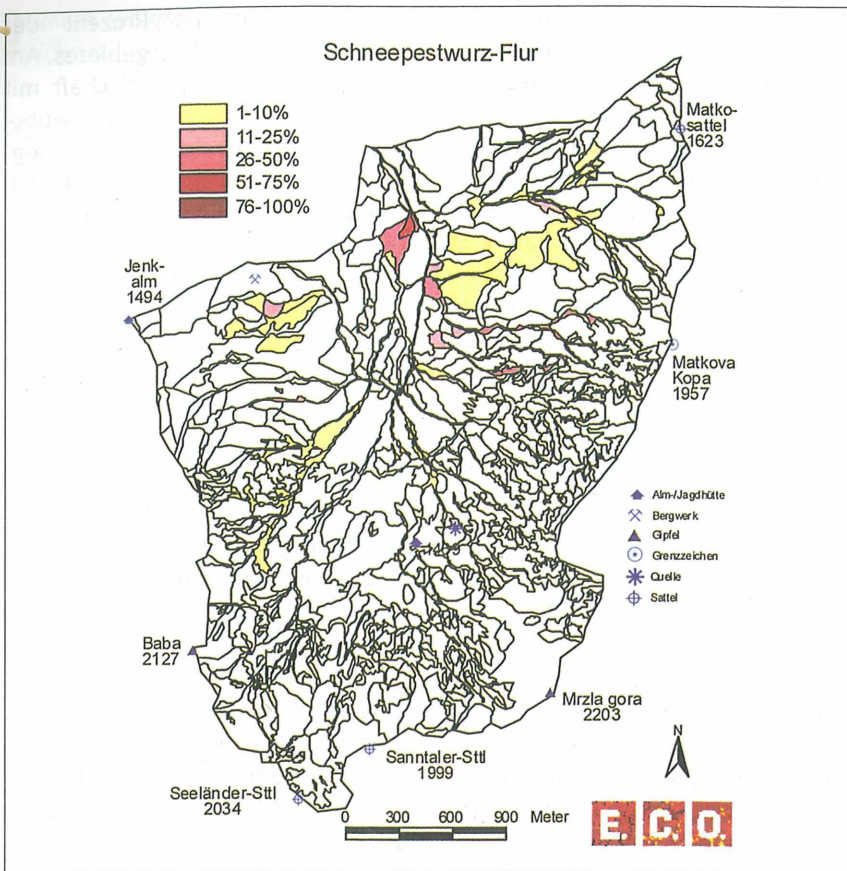 Schneepestwurz-Flur
1-10%
11-25%
26-50%
51-75%
76-100%
Matko-
sattel
1623
Jenk-
alm
1494
Matkova
Kopa
1957
Alm-/Jagdhütte
Bergwerk
Gipfel
Grenzzeichen
Quelle
Sattel
Baba
2127
Mrzla gora
2203
N
Sanntaler-Sttl
1999
Seeländer-Sttl
2034
0 300 600 900 Meter
E.C.O.